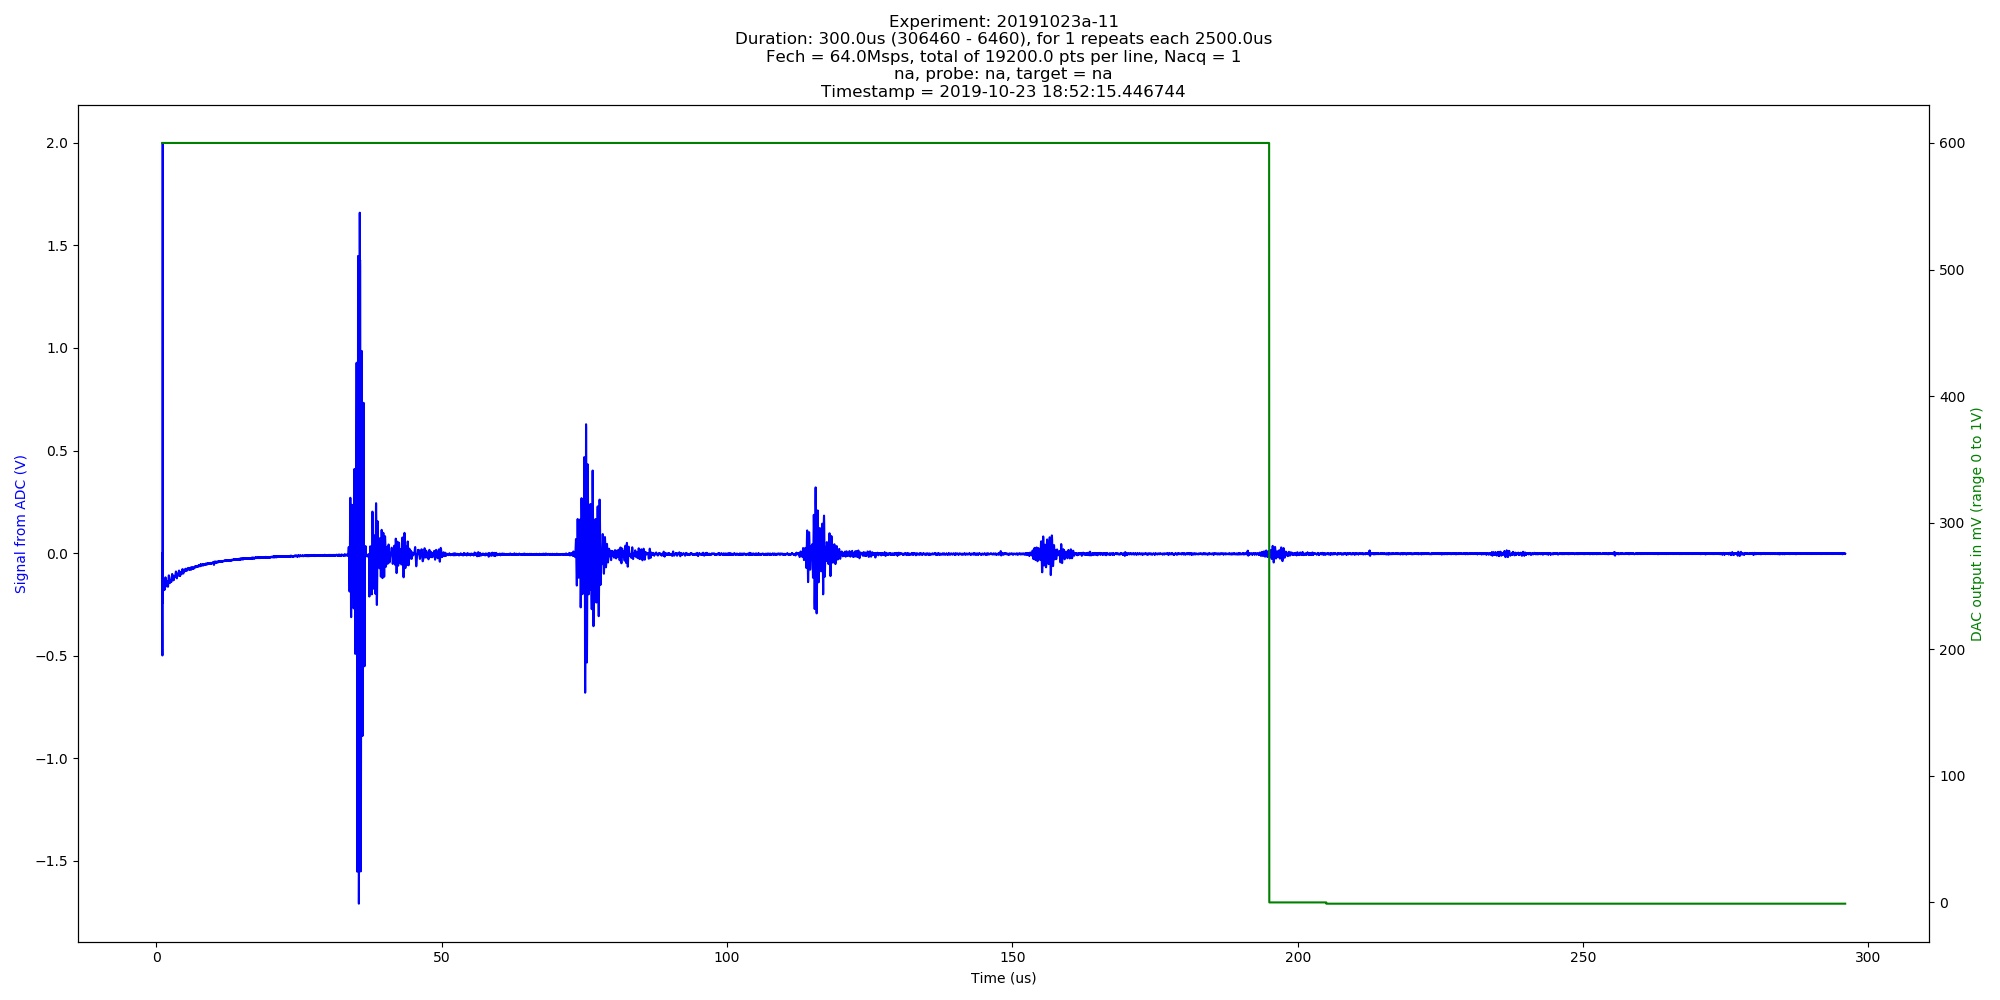 Experiment: 20191023a-11
Duration: 300.0us (306460 - 6460), for 1 repeats each 2500.0us
Fech = 64.0Msps, total of 19200.0 pts per line, Nacq = 1
na, probe: na, target = na
Timestamp = 2019-10-23 18:52:15.446744
Signal from ADC (V)
2.0
1.5
1.0
0.5
0.0
−0.5
−1.0
−1.5
0
50
100
150
200
250
300
Time (us)
600
500
400
300
200
100
0
DAC output in mV (range 0 to 1V)